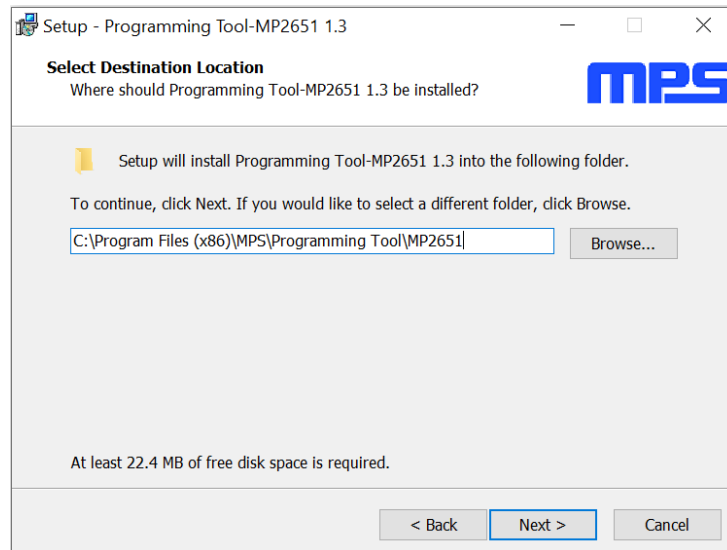 Setup - Programming Tool-MP2651 1.3
Select Destination Location
Where should Programming Tool-MP2651 1.3 be installed?
MPS
Setup will install Programming Tool-MP2651 1.3 into the following folder.
To continue, click Next. If you would like to select a different folder, click Browse.
C:\Program Files (x86)\MPS\Programming Tool\MP2651
Browse...
At least 22.4 MB of free disk space is required.
< Back
Next >
Cancel